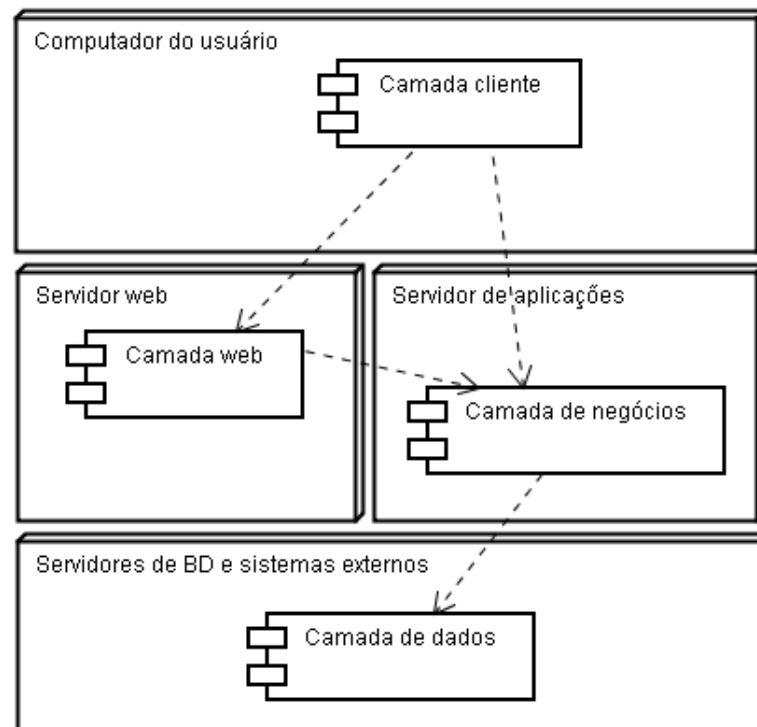 Computador do usuário
Camada cliente
Servidor web
Camada web
Servidor de aplicações
Camada de negócios
Servidores de BD e sistemas externos
Camada de dados